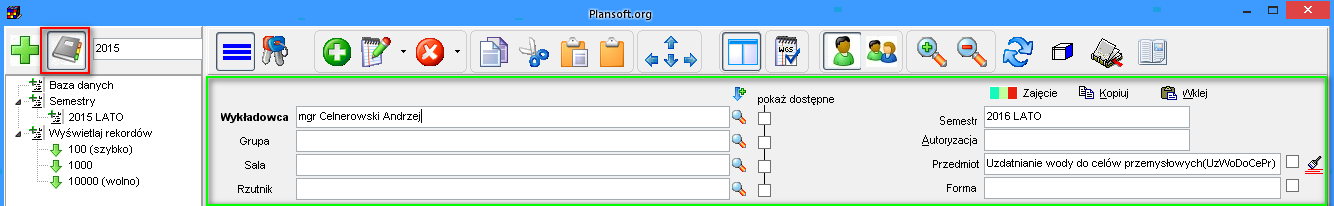 Plansoft.org
2015
WGS
Baza danych
Semestry
2015 LATO
Wyświetlaj rekordów
100 (szybko)
1000
10000 (wolno)
pokaż dostępne
Wykładowca mgr Celnerowski Andrzej
Grupa
Sala
Rzutnik
Zajęcie Kopiuj Wklej
Semestr 2016 LATO
Autoryzacja
Przedmiot Uzdatnianie wody do celów przemysłowych(UzWoDoCePr)
Forma